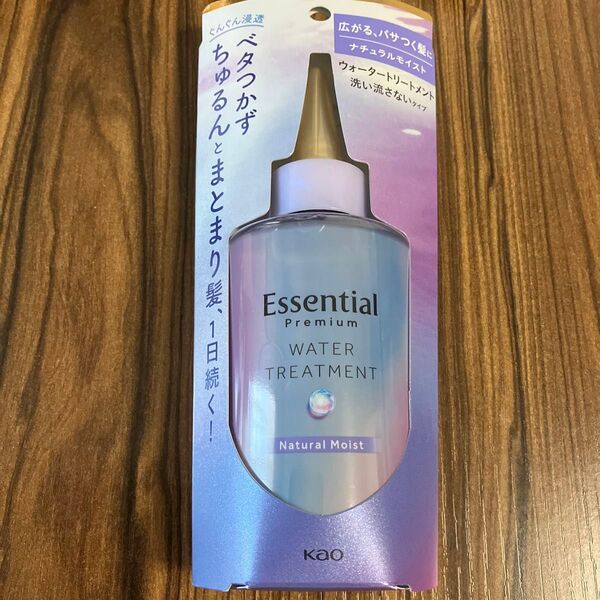 ぐんぐん浸透
ベタつかず
ちゅるんとまとまり髪、1日続く!
広がる、パサつく髪に
ナチュラルモイスト
ウォータートリートメント
洗い流さないタイプ
Essential
Premium
WATER
TREATMENT
Natural Moist
Kao